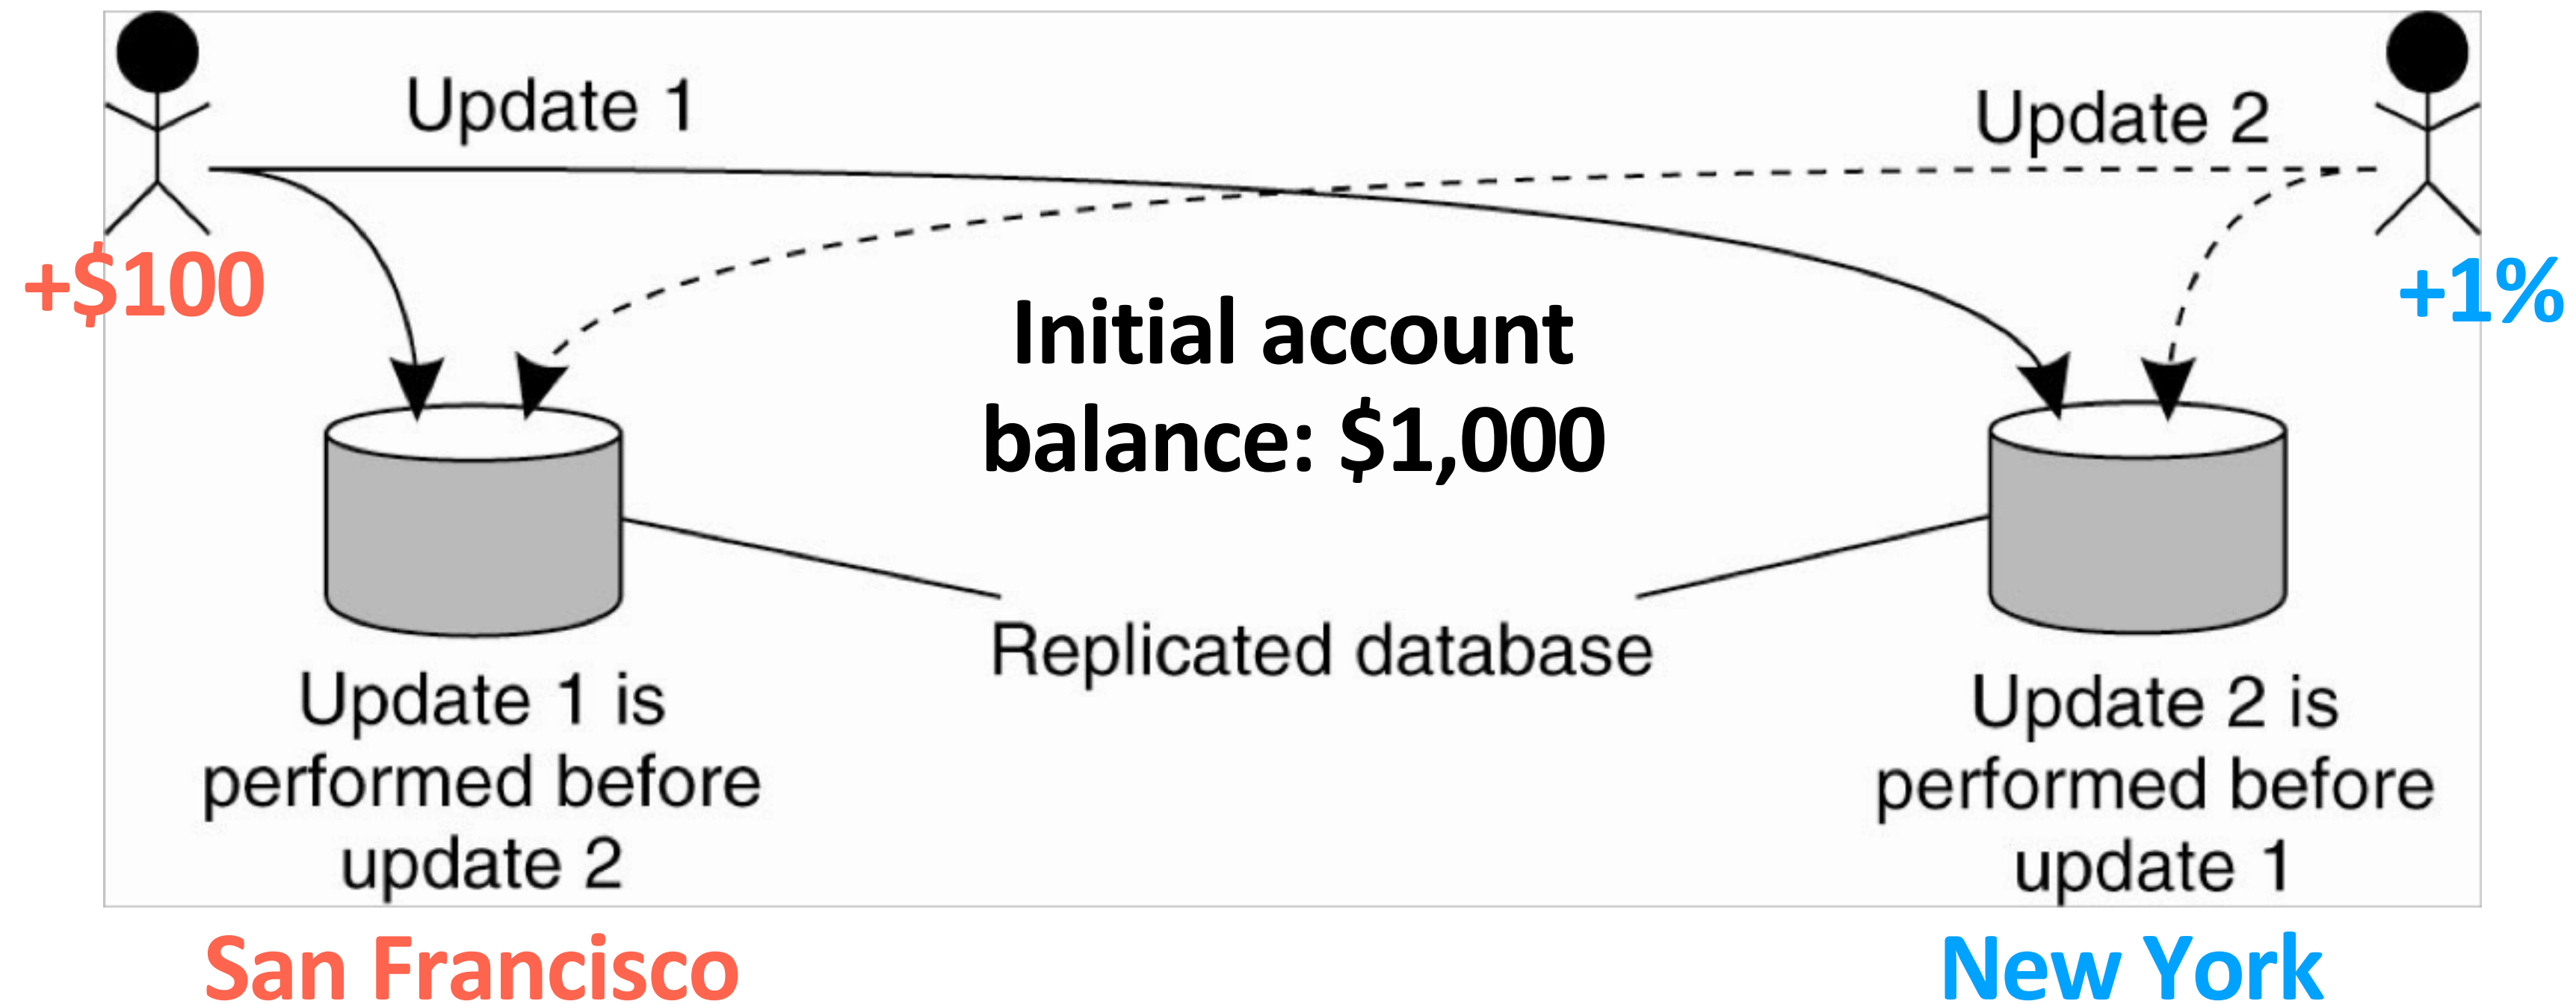 Update 1
Update 2
+$100
+1%
Initial account
balance: $1,000
Replicated database
Update 1 is
performed before
update 2
Update 2 is
performed before
update 1
San Francisco
New York